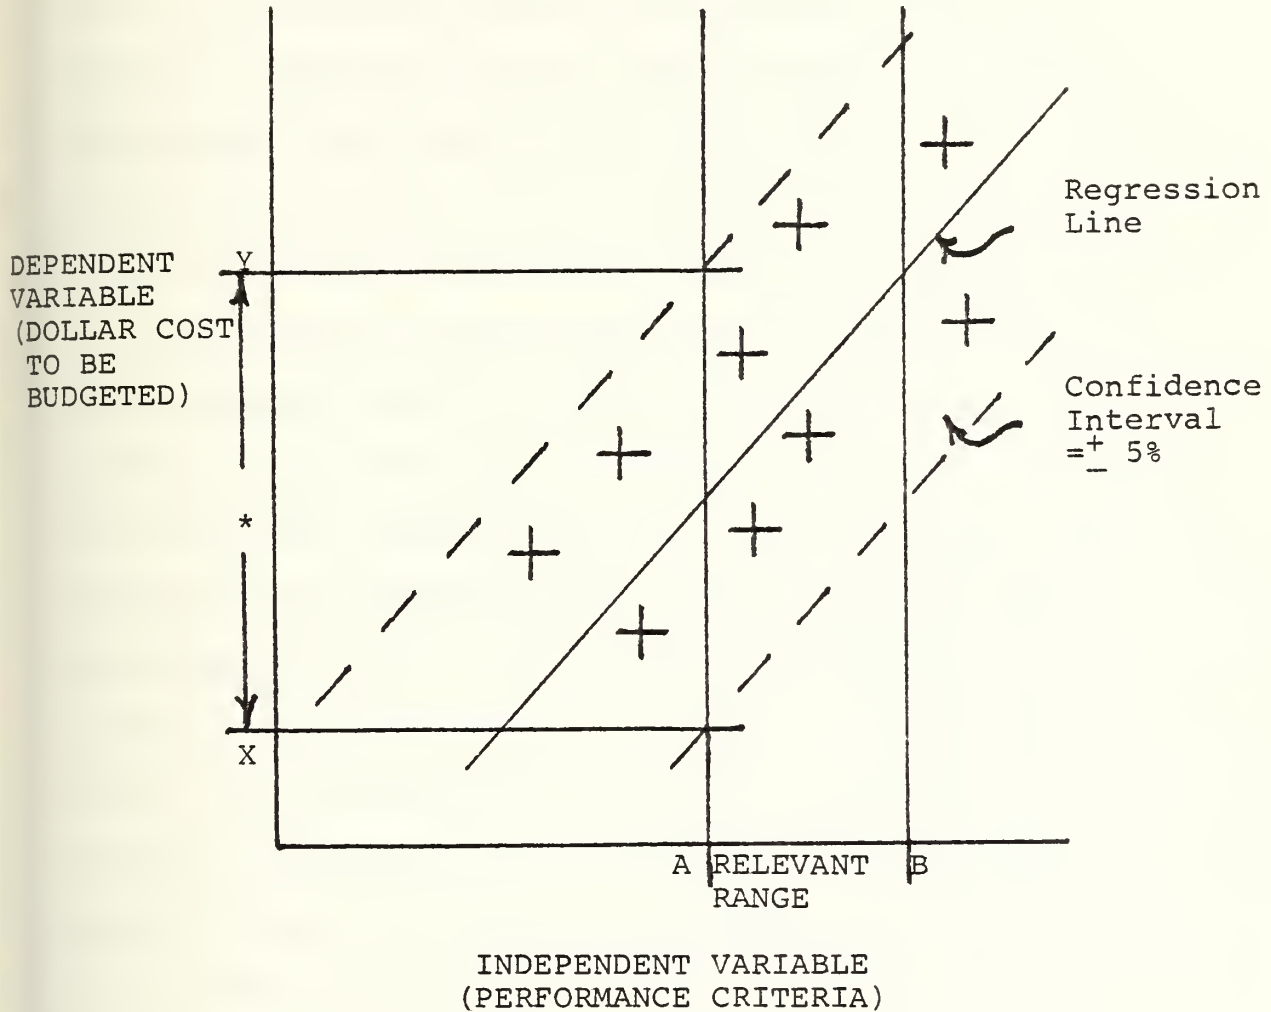 Regression
Line
Y
DEPENDENT
VARIABLE
(DOLLAR COST
TO BE
BUDGETED)
*
Confidence
Interval
=± 5%
X
A RELEVANT B
RANGE
INDEPENDENT VARIABLE
(PERFORMANCE CRITERIA)